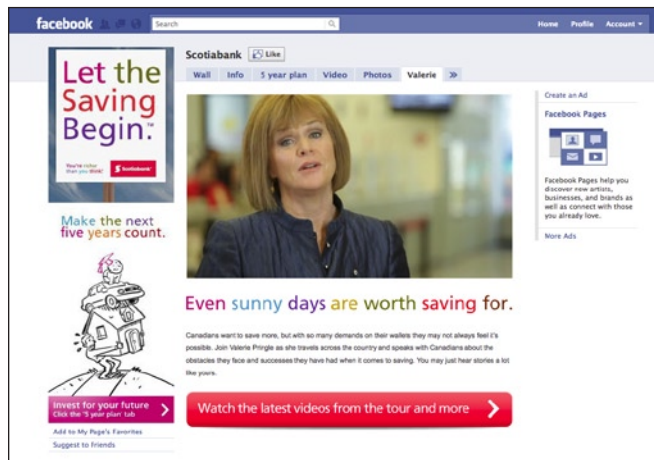 facebook
Search
Home Profile Account
Scotiabank Like
Wall Info 5 year plan Video Photos Valerie »
Let the
Saving
Begin.™
You're richer
than you think.®
Scotiabank
Make the next
five years count.
Invest for your future
Click the '5 year plan' tab
Add to My Page's Favorites
Suggest to Friends
Even sunny days are worth saving for.
Canadians want to save more, but with so many demands on their wallets they may not always feel it's
possible. Join Valerie Pringle as she travels across the country and speaks with Canadians about the
obstacles they face and successes they have had when it comes to saving. You may just hear stories a lot
like yours.
Watch the latest videos from the tour and more
Create an Ad
Facebook Pages
Facebook Pages help you
discover new artists,
businesses, and brands as
well as connect with those
you already love.
More Ads